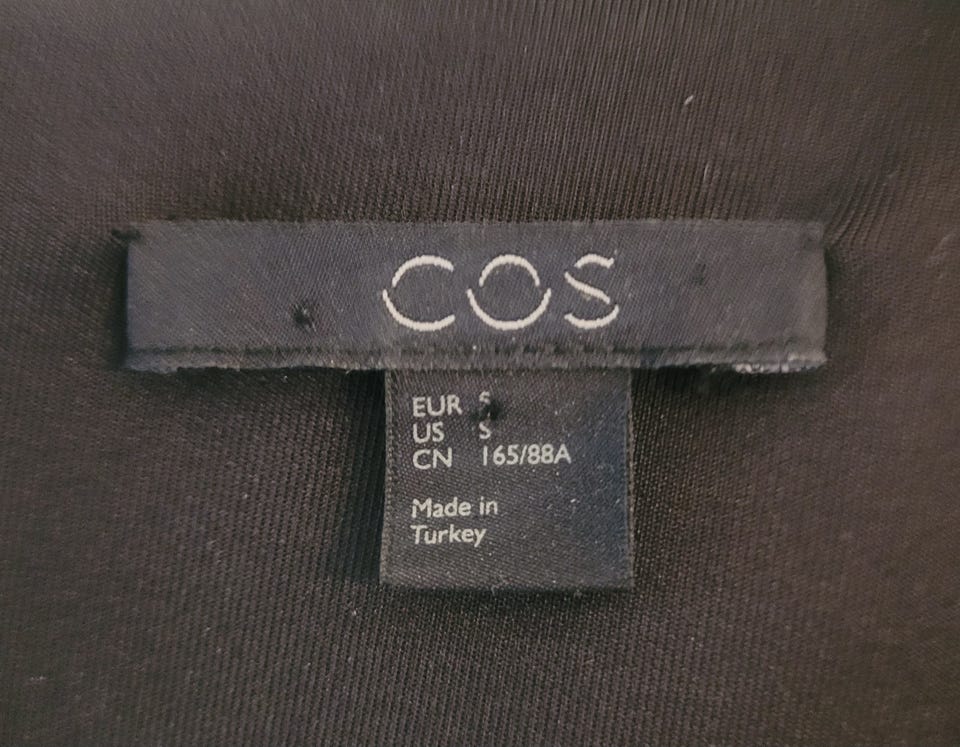 COS
EUR S
US S
CN 165/88A
Made in
Turkey